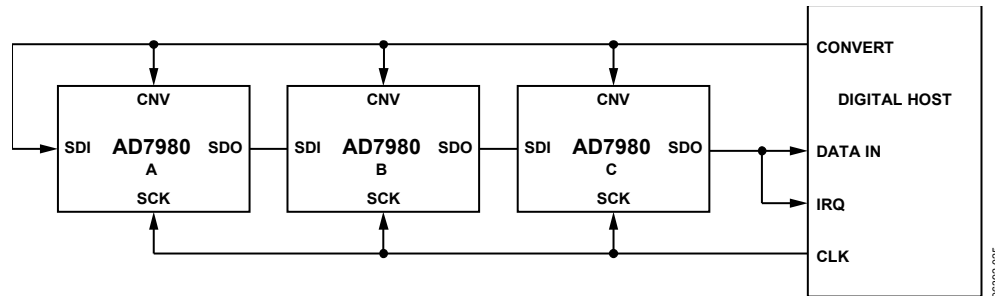 CONVERT
CNV CNV CNV DIGITAL HOST
SDI AD7980 SDO SDI AD7980 SDO SDI AD7980 SDO DATA IN
A B C
SCK SCK SCK IRQ
CLK